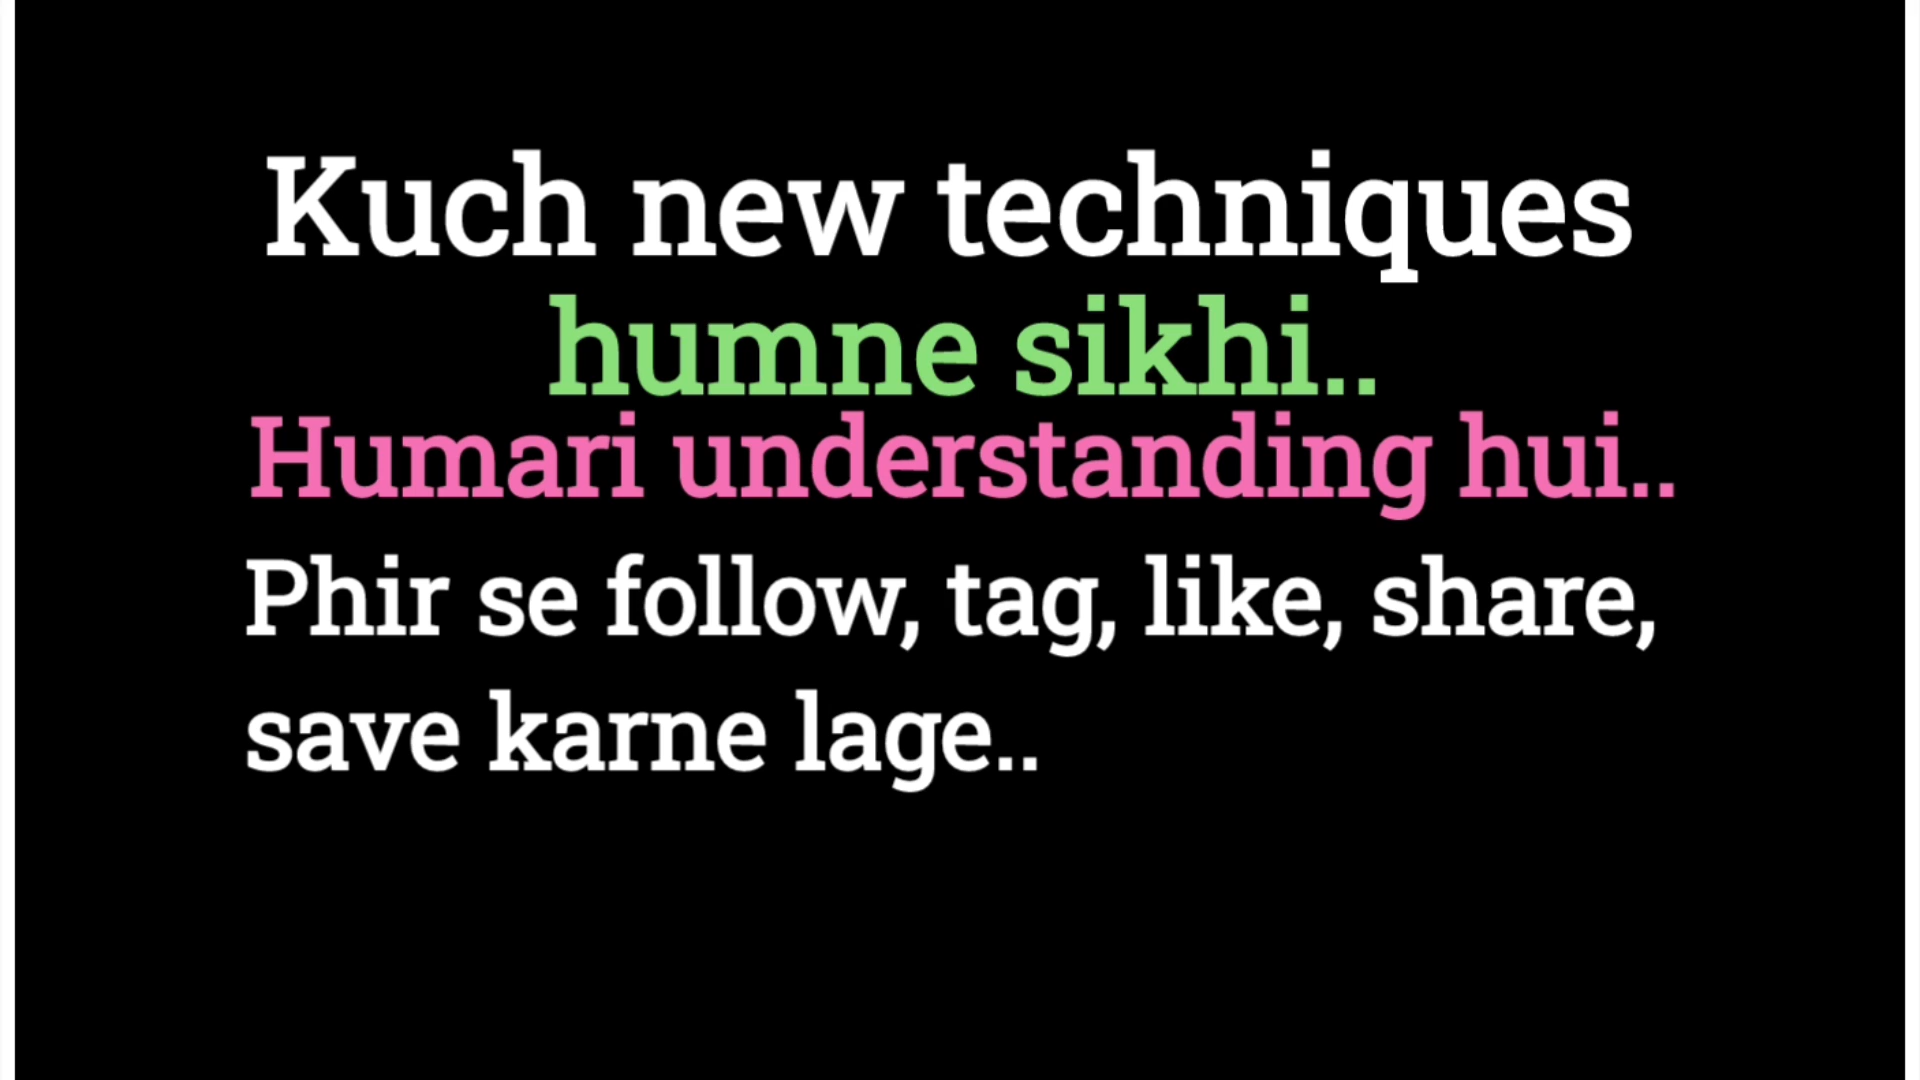 Kuch new techniques
humne sikhi..
Humari understanding hui..
Phir se follow, tag, like, share,
save karne lage..